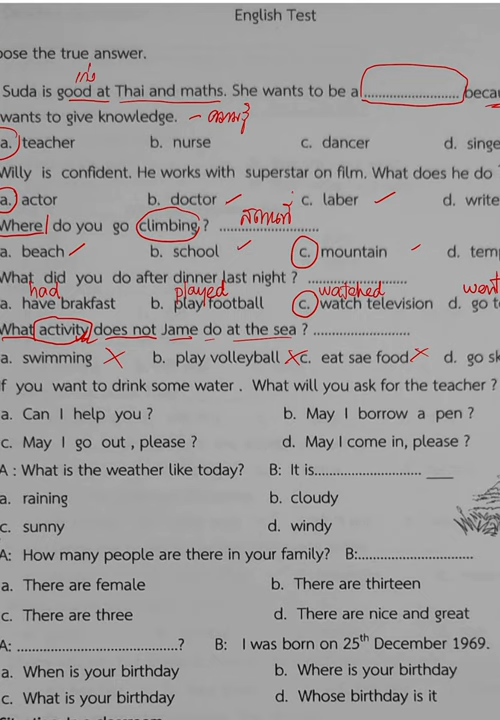 English Test
ose the true answer.
เก่ง
Suda is good at Thai and maths. She wants to be a........................ beca
wants to give knowledge. – ความรู้
a. teacher b. nurse c. dancer d. singe
Willy is confident. He works with superstar on film. What does he do
a. actor b. doctor c. laber d. write
Where do you go climbing ? ........................ สถานที่
a. beach b. school c. mountain d. tem
What did you do after dinner last night ? ........................
had played watched went
a. have brakfast b. play football c. watch television d. go t
What activity does not Jame do at the sea ? ........................
a. swimming b. play volleyball c. eat sae food d. go sk
f you want to drink some water . What will you ask for the teacher ?
a. Can I help you ? b. May I borrow a pen ?
c. May I go out , please ? d. May I come in, please ?
A : What is the weather like today? B: It is........................
a. raining b. cloudy
c. sunny d. windy
A: How many people are there in your family? B:........................
a. There are female b. There are thirteen
c. There are three d. There are nice and great
A: ........................? B: I was born on 25th December 1969.
a. When is your birthday b. Where is your birthday
c. What is your birthday d. Whose birthday is it